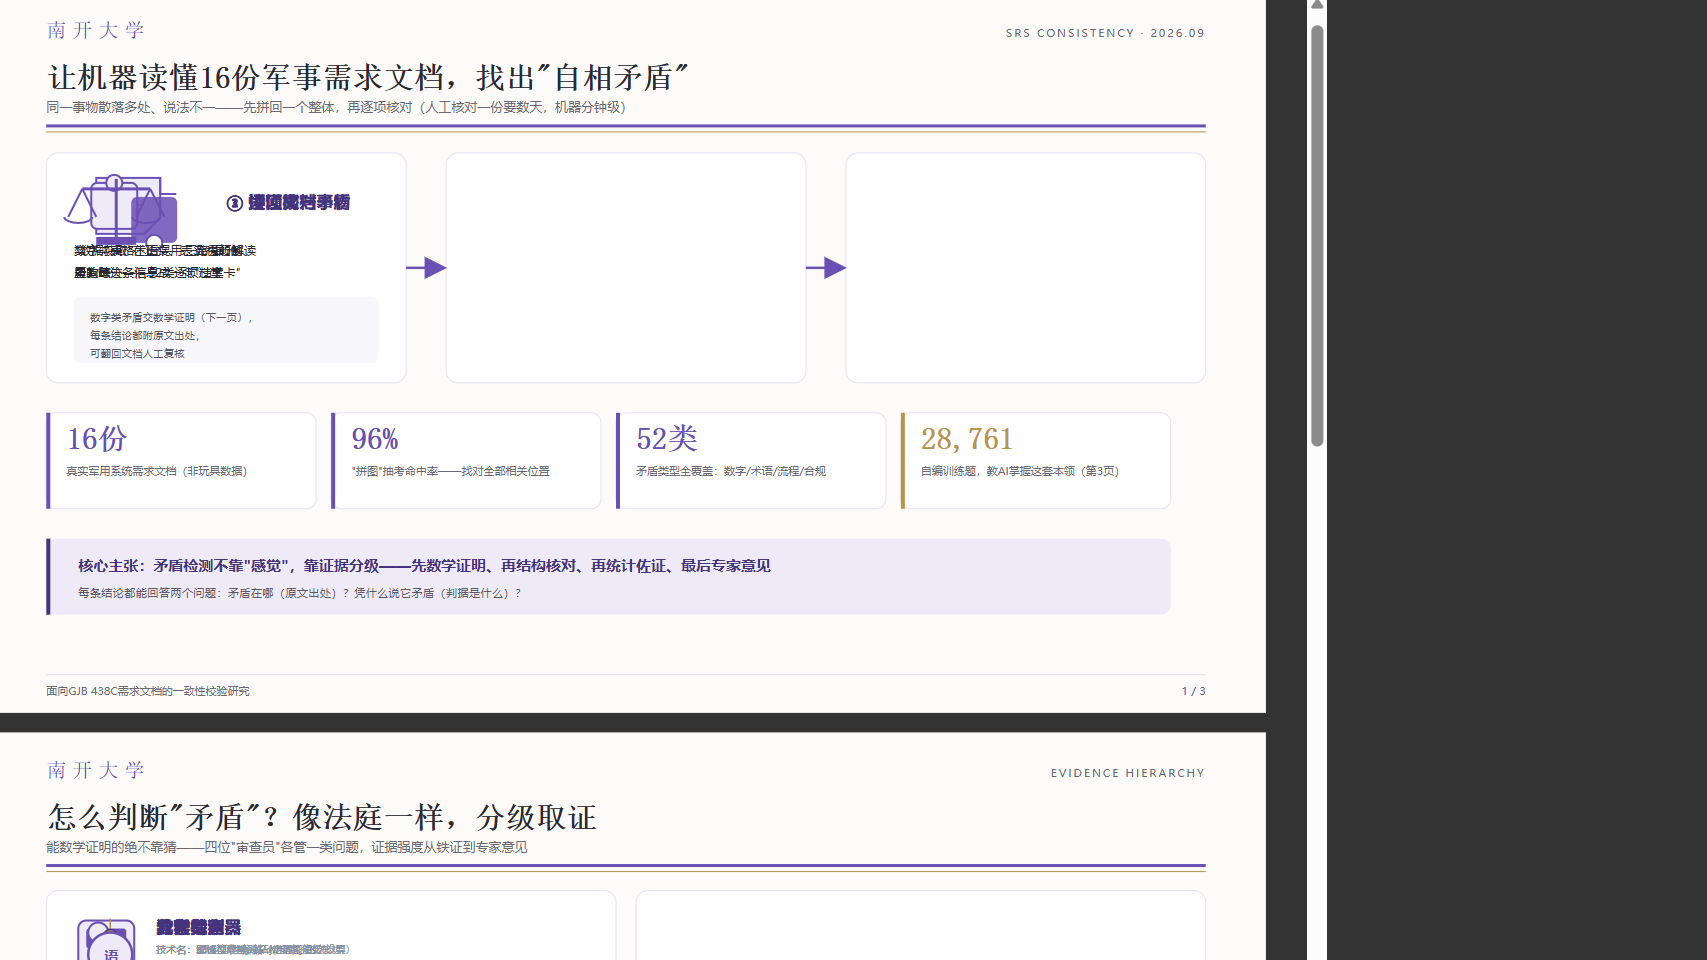 南开大学
SRS CONSISTENCY · 2026.09
让机器读懂16份军事需求文档，找出"自相矛盾"
同一事物散落多处、说法不一——先拼回一个整体，再逐项核对（人工核对一份要数天，机器分钟级）
数字类矛盾交数学证明（下一页），
每条结论都附原文出处，
可翻回文档人工复核
16份
真实军用系统需求文档（非玩具数据）
96%
"拼图"抽考命中率——找对全部相关位置
52类
矛盾类型全覆盖：数字/术语/流程/合规
28,761
自编训练题，教AI掌握这套本领（第3页）
核心主张：矛盾检测不靠"感觉"，靠证据分级——先数学证明、再结构核对、再统计佐证、最后专家意见
每条结论都能回答两个问题：矛盾在哪（原文出处）？凭什么说它矛盾（判据是什么）？
面向GJB 438C需求文档的一致性校验研究
1 / 3
南开大学
EVIDENCE HIERARCHY
怎么判断"矛盾"？像法庭一样，分级取证
能数学证明的绝不靠猜——四位"审查员"各管一类问题，证据强度从铁证到专家意见
语
技术名：